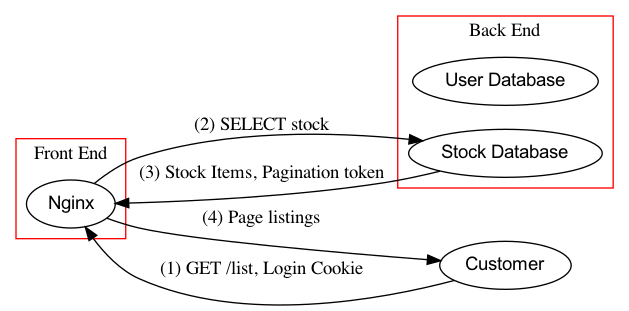 Back End
User Database
(2) SELECT stock
Stock Database
Front End
(3) Stock Items, Pagination token
Nginx
(4) Page listings
(1) GET /list, Login Cookie
Customer